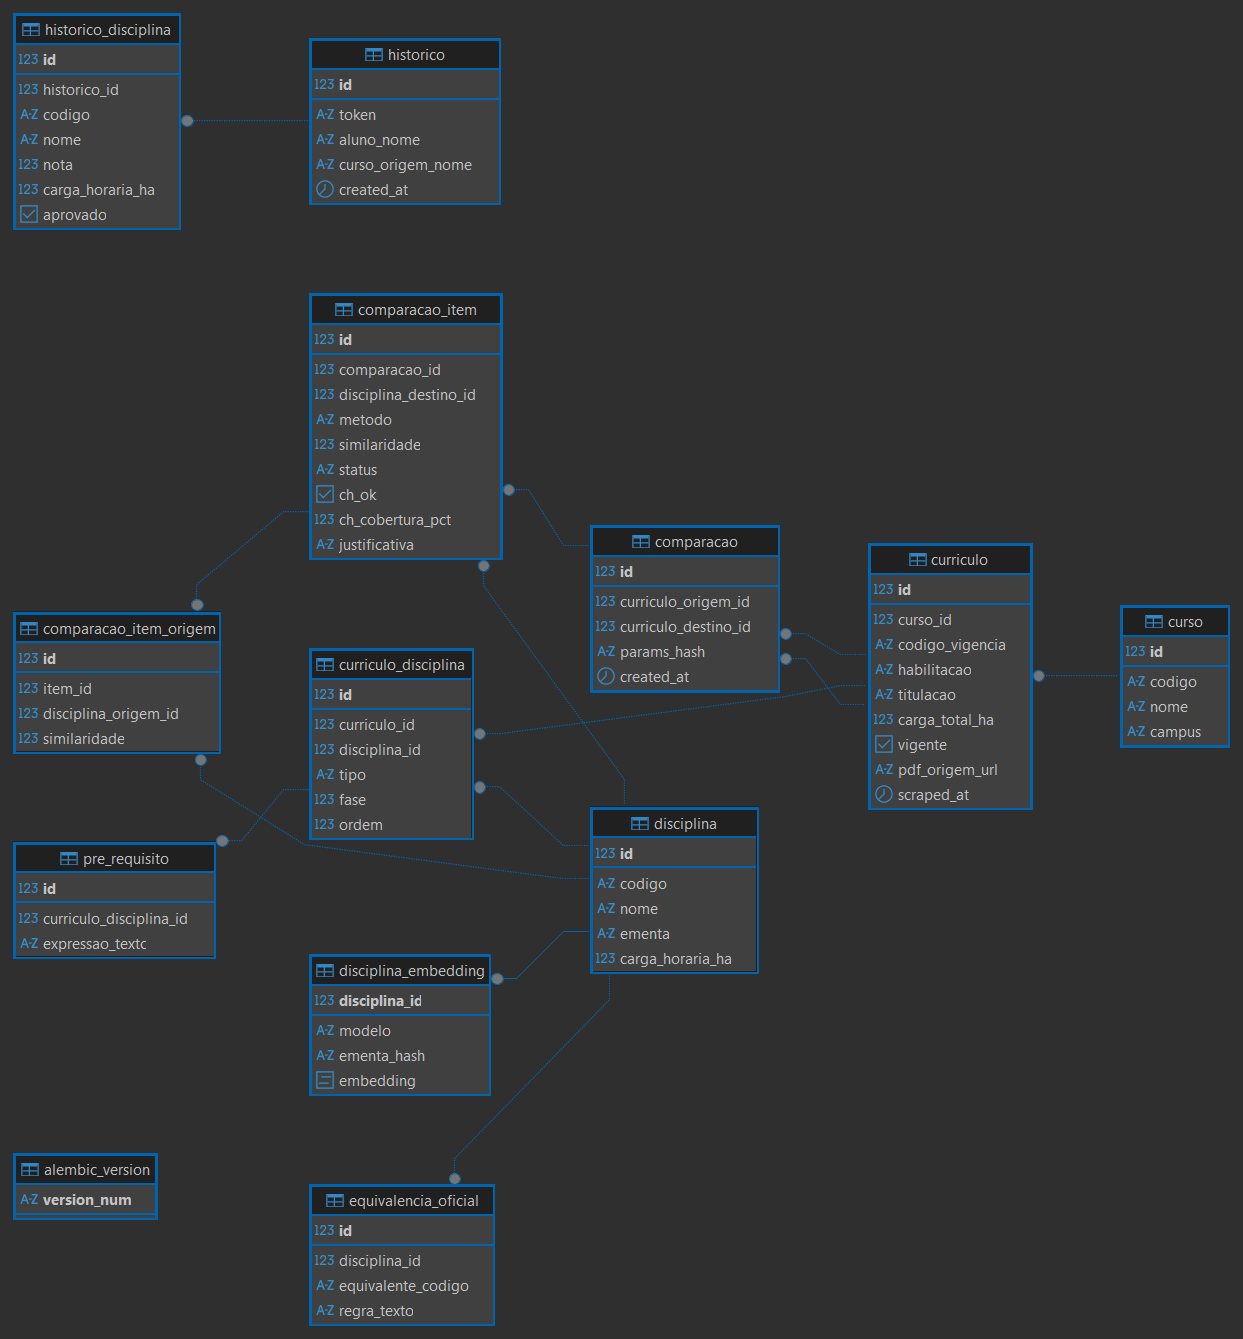 historico_disciplina
123 id
123 historico_id
A-Z codigo
A-Z nome
123 nota
123 carga_horaria_ha
aprovado
historico
123 id
A-Z token
A-Z aluno_nome
A-Z curso_origem_nome
created_at
comparacao_item
123 id
123 comparacao_id
123 disciplina_destino_id
A-Z metodo
123 similaridade
A-Z status
ch_ok
123 ch_cobertura_pct
A-Z justificativa
comparacao
123 id
123 curriculo_origem_id
123 curriculo_destino_id
A-Z params_hash
created_at
curriculo
123 id
123 curso_id
A-Z codigo_vigencia
A-Z habilitacao
A-Z titulacao
123 carga_total_ha
vigente
A-Z pdf_origem_url
scraped_at
curso
123 id
A-Z codigo
A-Z nome
A-Z campus
comparacao_item_origem
123 id
123 item_id
123 disciplina_origem_id
123 similaridade
curriculo_disciplina
123 id
123 curriculo_id
123 disciplina_id
A-Z tipo
123 fase
123 ordem
pre_requisito
123 id
123 curriculo_disciplina_id
A-Z expressao_textc
disciplina
123 id
A-Z codigo
A-Z nome
A-Z ementa
123 carga_horaria_ha
disciplina_embedding
123 disciplina_id
A-Z modelo
A-Z ementa_hash
embedding
alembic_version
A-Z version_num
equivalencia_oficial
123 id
123 disciplina_id
A-Z equivalente_codigo
A-Z regra_texto